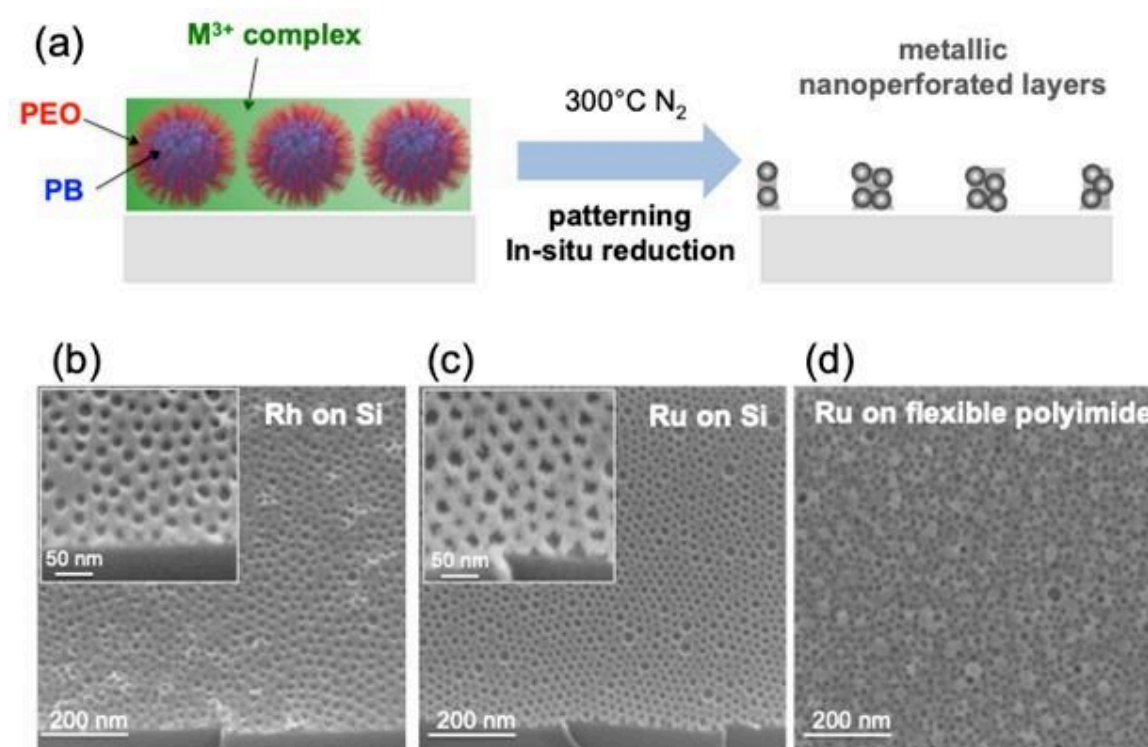 (a)
M³⁺ complex
PEO
PB
300°C N₂
patterning
In-situ reduction
metallic
nanoperforated layers
(b)
Rh on Si
50 nm
200 nm
(c)
Ru on Si
50 nm
200 nm
(d)
Ru on flexible polyimide
200 nm